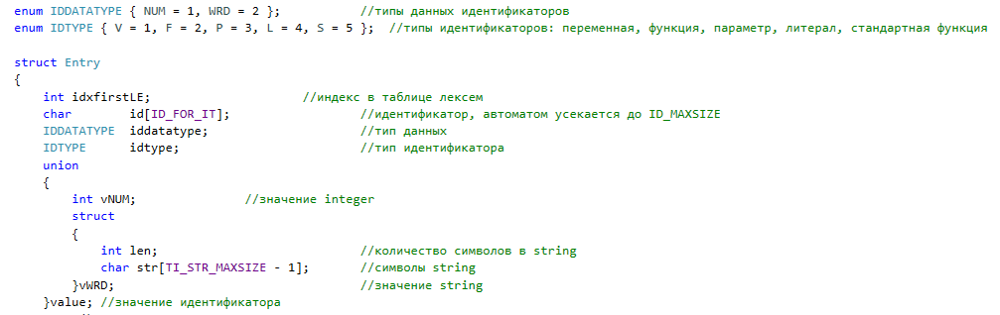 enum IDDATATYPE { NUM = 1, WRD = 2 }; //типы данных идентификаторов
enum IDTYPE { V = 1, F = 2, P = 3, L = 4, S = 5 }; //типы идентификаторов: переменная, функция, параметр, литерал, стандартная функция
struct Entry
{
int idxfirstLE; //индекс в таблице лексем
char id[ID_FOR_IT]; //идентификатор, автоматом усекается до ID_MAXSIZE
IDDATATYPE iddatatype; //тип данных
IDTYPE idtype; //тип идентификатора
union
{
int vNUM; //значение integer
struct
{
int len; //количество символов в string
char str[TI_STR_MAXSIZE - 1]; //символы string
}vWRD; //значение string
}value; //значение идентификатора